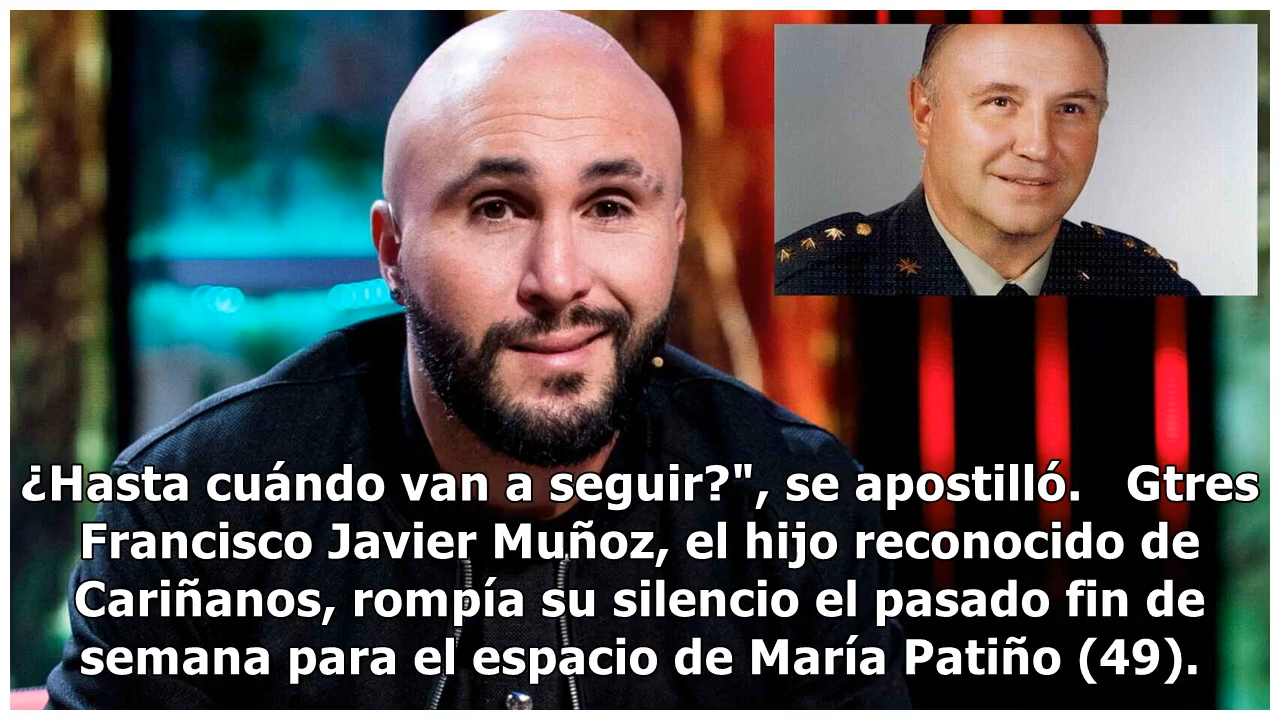 ¿Hasta cuándo van a seguir?", se apostilló.   Gtres
Francisco Javier Muñoz, el hijo reconocido de
Cariñanos, rompía su silencio el pasado fin de
semana para el espacio de María Patiño (49).